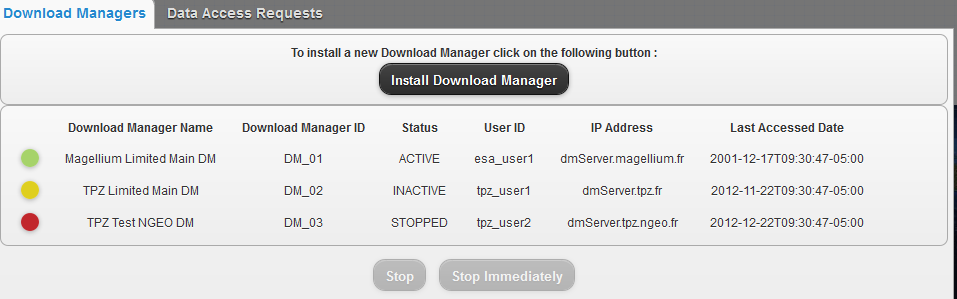 Download Managers Data Access Requests
To install a new Download Manager click on the following button :
Install Download Manager
Download Manager Name Download Manager ID Status User ID IP Address Last Accessed Date
Magellium Limited Main DM DM_01 ACTIVE esa_user1 dmServer.magellium.fr 2001-12-17T09:30:47-05:00
TPZ Limited Main DM DM_02 INACTIVE tpz_user1 dmServer.tpz.fr 2012-11-22T09:30:47-05:00
TPZ Test NGEO DM DM_03 STOPPED tpz_user2 dmServer.tpz.ngeo.fr 2012-12-22T09:30:47-05:00
Stop Stop Immediately